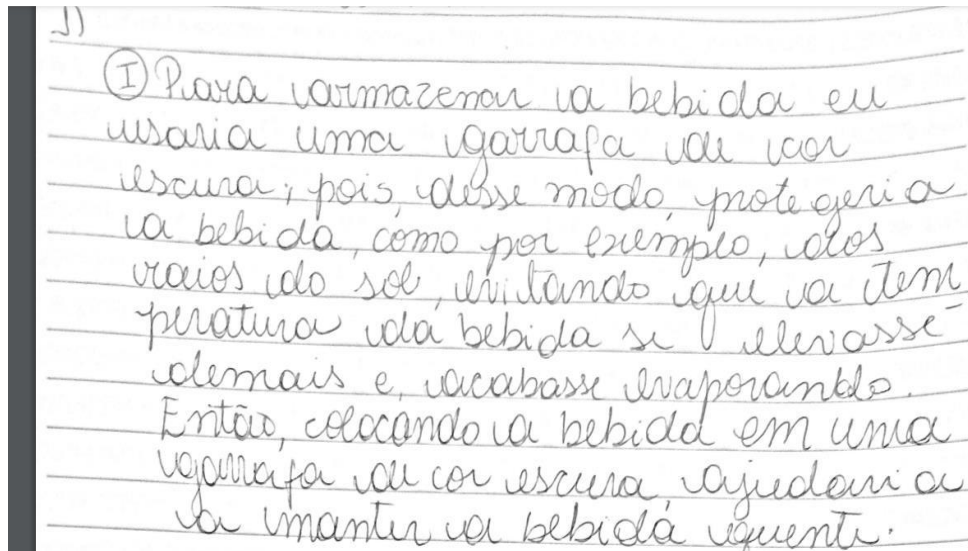 1)
I Para armazenar a bebida eu
usaria uma garrafa de cor
escura, pois, desse modo, protegeria
a bebida, como por exemplo, dos
raios do sol, evitando que a tem
peratura da bebida se elevasse
demais e, acabasse evaporando.
Então, colocando a bebida em uma
garrafa de cor escura, ajudaria
a manter a bebida quente.